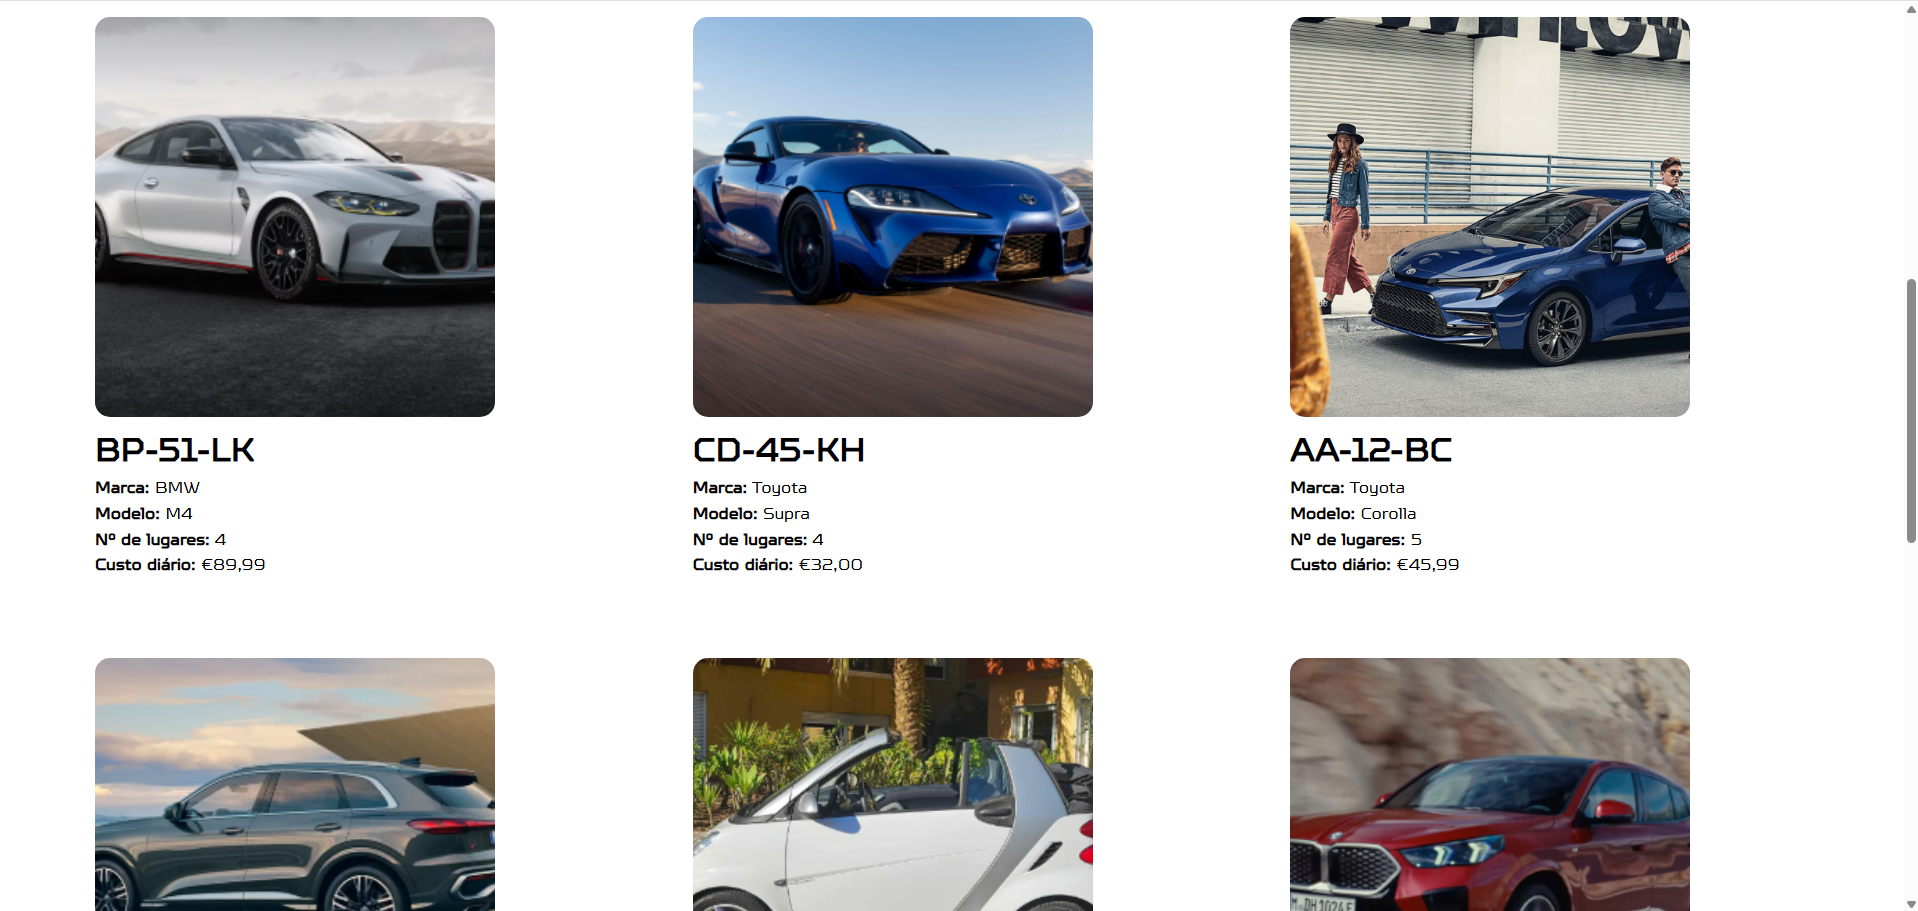 BP-51-LK
Marca: BMW
Modelo: M4
Nº de lugares: 4
Custo diário: €89,99
CD-45-KH
Marca: Toyota
Modelo: Supra
Nº de lugares: 4
Custo diário: €32,00
AA-12-BC
Marca: Toyota
Modelo: Corolla
Nº de lugares: 5
Custo diário: €45,99